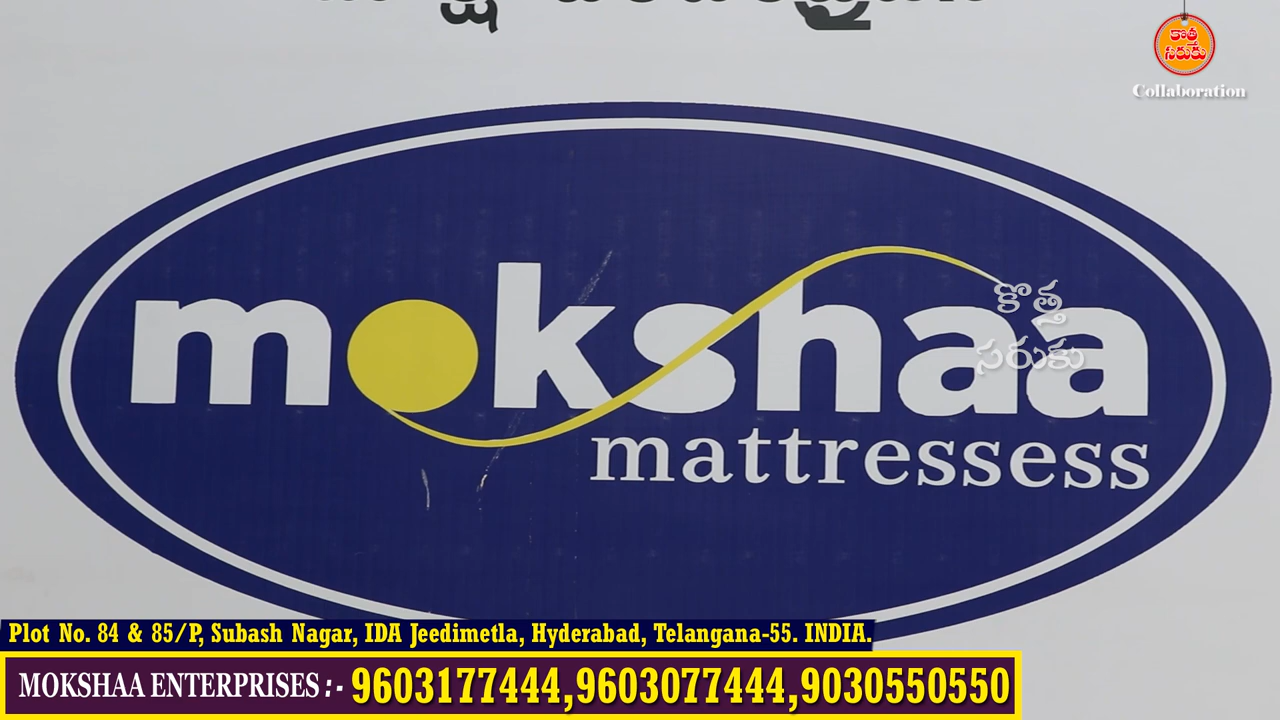 కొత్త
సరుకు
Collaboration
mokshaa
కొత్త
సరుకు
mattressess
Plot No. 84 & 85/P, Subash Nagar, IDA Jeedimetla, Hyderabad, Telangana-55. INDIA.
MOKSHAA ENTERPRISES :- 9603177444,9603077444,9030550550